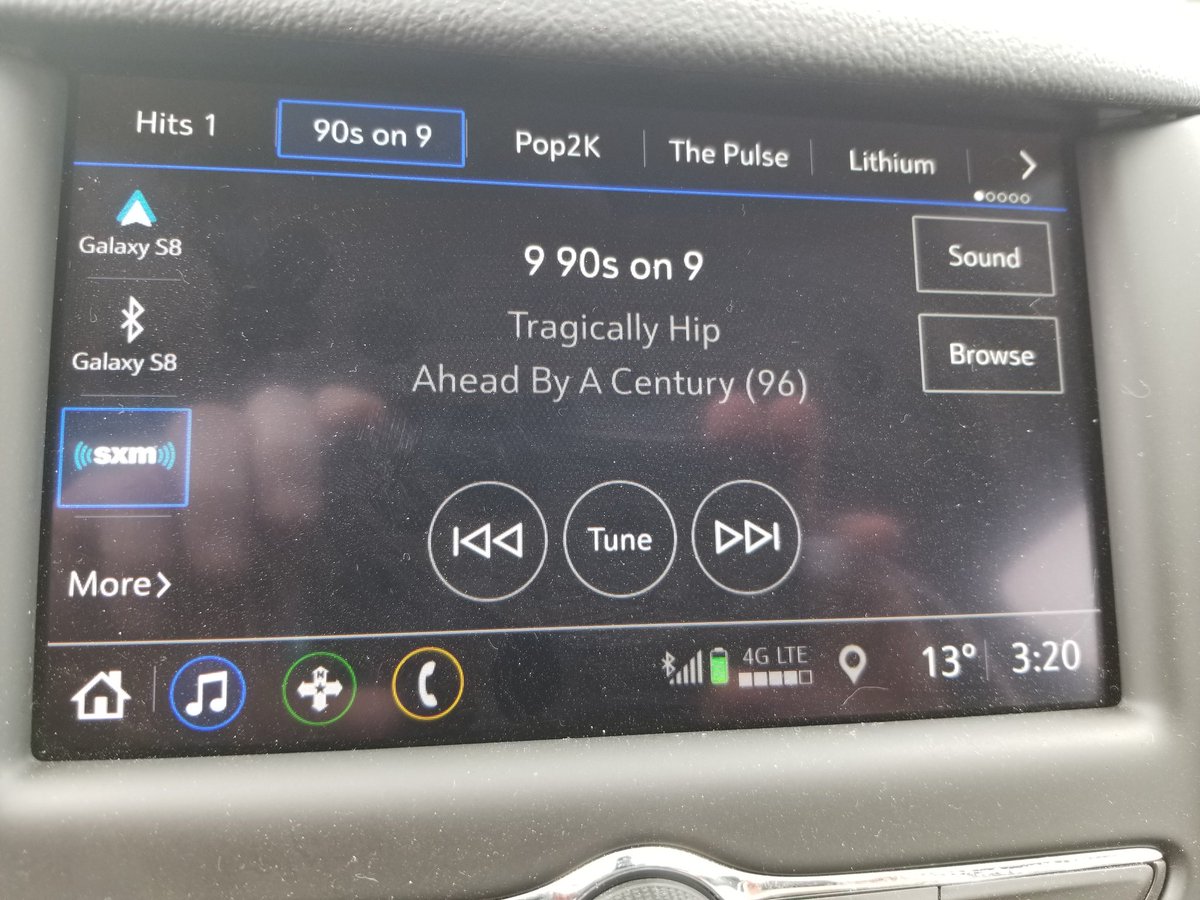 Hits 1
90s on 9
Pop2K
The Pulse
Lithium
Galaxy S8
Galaxy S8
sxm
More
9 90s on 9
Tragically Hip
Ahead By A Century (96)
Sound
Browse
Tune
N
4G LTE
13°
3:20